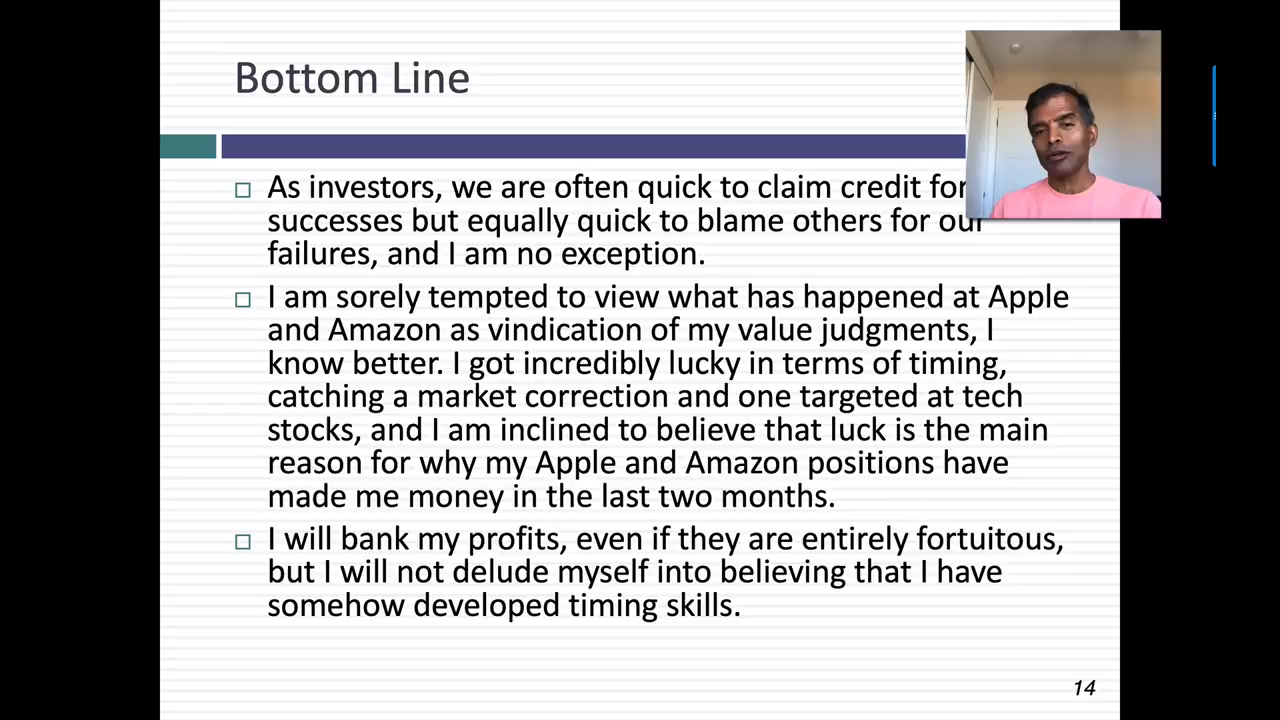 Bottom Line
As investors, we are often quick to claim credit for
successes but equally quick to blame others for our
failures, and I am no exception.
I am sorely tempted to view what has happened at Apple
and Amazon as vindication of my value judgments, I
know better. I got incredibly lucky in terms of timing,
catching a market correction and one targeted at tech
stocks, and I am inclined to believe that luck is the main
reason for why my Apple and Amazon positions have
made me money in the last two months.
I will bank my profits, even if they are entirely fortuitous,
but I will not delude myself into believing that I have
somehow developed timing skills.
14